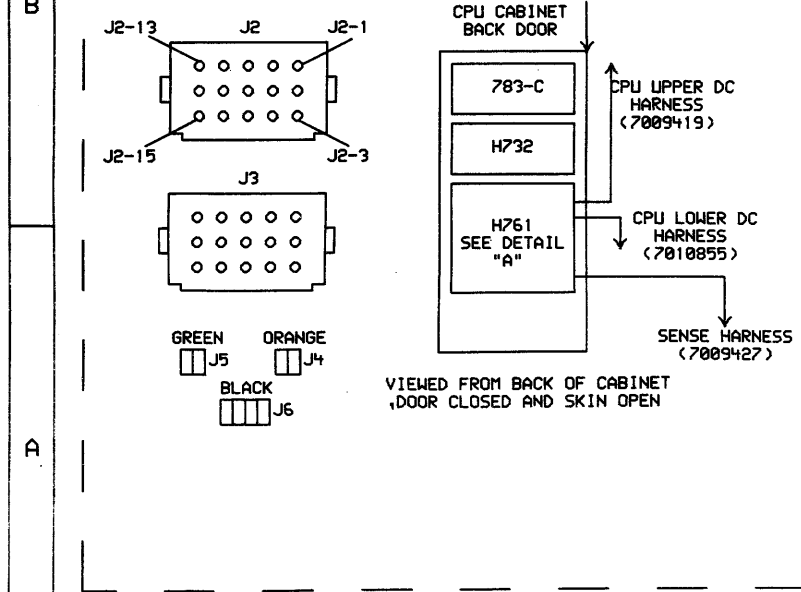 B
J2-13
J2
J2-1
J2-15
J2-3
J3
GREEN
J5
ORANGE
J4
BLACK
J6
CPU CABINET
BACK DOOR
783-C
H732
H761
SEE DETAIL
"A"
CPU UPPER DC
HARNESS
(7009419)
CPU LOWER DC
HARNESS
(7010855)
SENSE HARNESS
(7009427)
VIEWED FROM BACK OF CABINET
,DOOR CLOSED AND SKIN OPEN
A